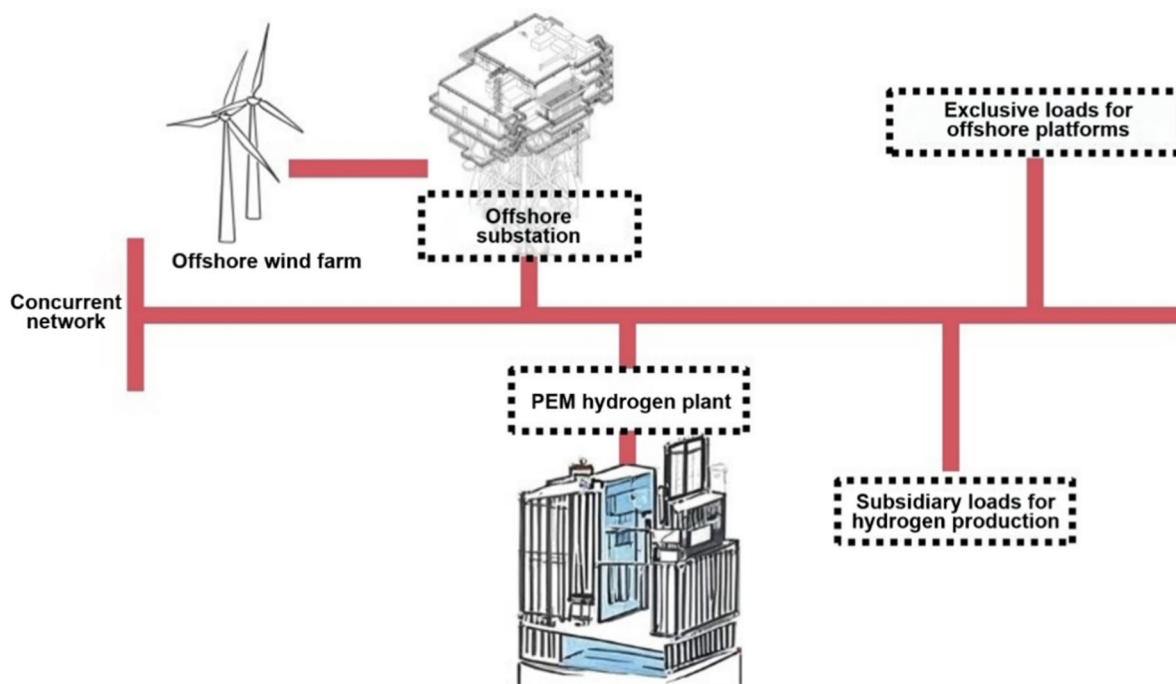 Exclusive loads for
offshore platforms
Offshore
substation
Offshore wind farm
Concurrent
network
PEM hydrogen plant
Subsidiary loads for
hydrogen production